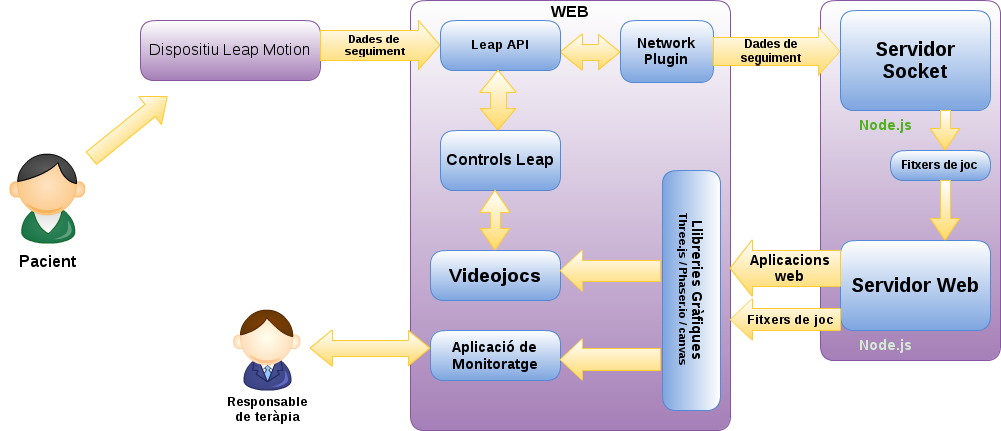 WEB
Dispositiu Leap Motion
Dades de
seguiment
Leap API
Network
Plugin
Dades de
seguiment
Servidor
Socket
Node.js
Fitxers de joc
Controls Leap
Pacient
Llibreries Gràfiques
Three.js / Phaser.io / canvas
Videojocs
Aplicacions
web
Servidor Web
Fitxers de joc
Node.js
Aplicació de
Monitoratge
Responsable
de teràpia